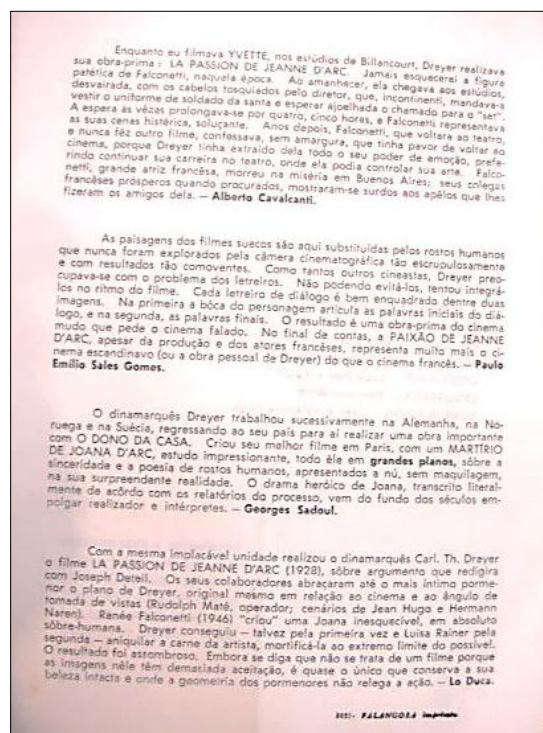 Enquanto eu filmava YVETTE, nos estúdios de Billancourt, Dreyer realizava
sua obra-prima : LA PASSION DE JEANNE D'ARC. Jamais esquecerei a figura
patética de Falconetti, naquela época. Ao amanhecer, ela chegava aos estúdios,
desvairada, com os cabelos tosquiados pelo diretor, que, incontinenti, mandava-a
vestir o uniforme de soldado da santa e esperar ajoelhada o chamado para o "set".
A espera às vêzes prolongava-se por quatro, cinco horas, e Falconetti representava
as suas cenas histérica, soluçante. Anos depois, Falconetti, que voltara ao teatro,
e nunca fêz outro filme, confessava, sem amargura, que tinha pavor de voltar ao
cinema, porque Dreyer tinha extraído dela todo o seu poder de emoção, prefe-
rindo continuar sua carreira no teatro, onde ela podia controlar sua arte. Falco-
netti, grande atriz francêsa, morreu na miséria em Buenos Aires; seus colegas
francêses prósperos quando procurados, mostraram-se surdos aos apêlos que lhes
fizeram os amigos dela. — Alberto Cavalcanti.
As paisagens dos filmes suecos são aqui substituídas pelos rostos humanos
que nunca foram explorados pela câmera cinematográfica tão escrupulosamente
e com resultados tão comoventes. Como tantos outros cineastas, Dreyer preo-
cupava-se com o problema dos letreiros. Não podendo evitá-los, tentou integrá-
los no ritmo do filme. Cada letreiro de diálogo é bem enquadrado dentre duas
imagens. Na primeira a bôca do personagem articula as palavras iniciais do diá-
logo, e na segunda, as palavras finais. O resultado é uma obra-prima do cinema
mudo que pede o cinema falado. No final de contas, a PAIXÃO DE JEANNE
D'ARC, apesar da produção e dos atores francêses, representa muito mais o ci-
nema escandinavo (ou a obra pessoal de Dreyer) do que o cinema francês. — Paulo
Emílio Sales Gomes.
O dinamarquês Dreyer trabalhou sucessivamente na Alemanha, na No-
ruega e na Suécia, regressando ao seu país para aí realizar uma obra importante
com O DONO DA CASA. Criou seu melhor filme em Paris, com um MARTÍRIO
DE JOANA D'ARC, estudo impressionante, todo êle em grandes planos, sôbre a
sinceridade e a poesia de rostos humanos, apresentados a nú, sem maquilagem,
na sua surpreendente realidade. O drama heróico de Joana, transcrito literal-
mente de acôrdo com os relatórios do processo, vem do fundo dos séculos em-
polgar realizador e intérpretes. — Georges Sadoul.
Com a mesma implacável unidade realizou o dinamarquês Carl. Th. Dreyer
o filme LA PASSION DE JEANNE D'ARC (1928), sôbre argumento que redigira
com Joseph Delteil. Os seus colaboradores abraçaram até o mais íntimo porme-
nor o plano de Dreyer, original mesmo em relação ao cinema e ao ângulo de
tomada de vistas (Rudolph Maté, operador; cenários de Jean Hugo e Hermann
Naren). Renée Falconetti (1946) "criou" uma Joana inesquecível, em absoluto
sôbre-humana. Dreyer conseguiu — talvez pela primeira vez e Luisa Rainer pela
segunda — aniquilar a carne da artista, mortificá-la ao extremo limite do possível.
O resultado foi assombroso. Embora se diga que não se trata de um filme porque
as imagens nêle têm demasiada aceitação, é quase o único que conserva a sua
beleza intacta e onde a geometria dos pormenores não relega a ação. — Lo Duca.
FALANGOLA imprimiu